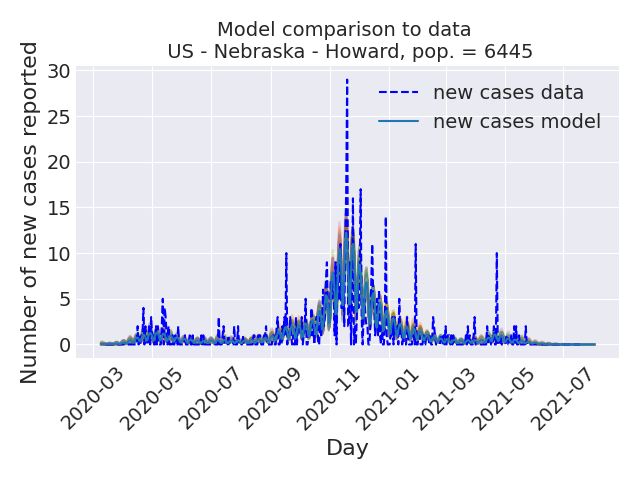 Model comparison to data
US - Nebraska - Howard, pop. = 6445
Number of new cases reported
30
25
20
15
10
5
0
new cases data
new cases model
2020-03
2020-05
2020-07
2020-09
2020-11
2021-01
2021-03
2021-05
2021-07
Day